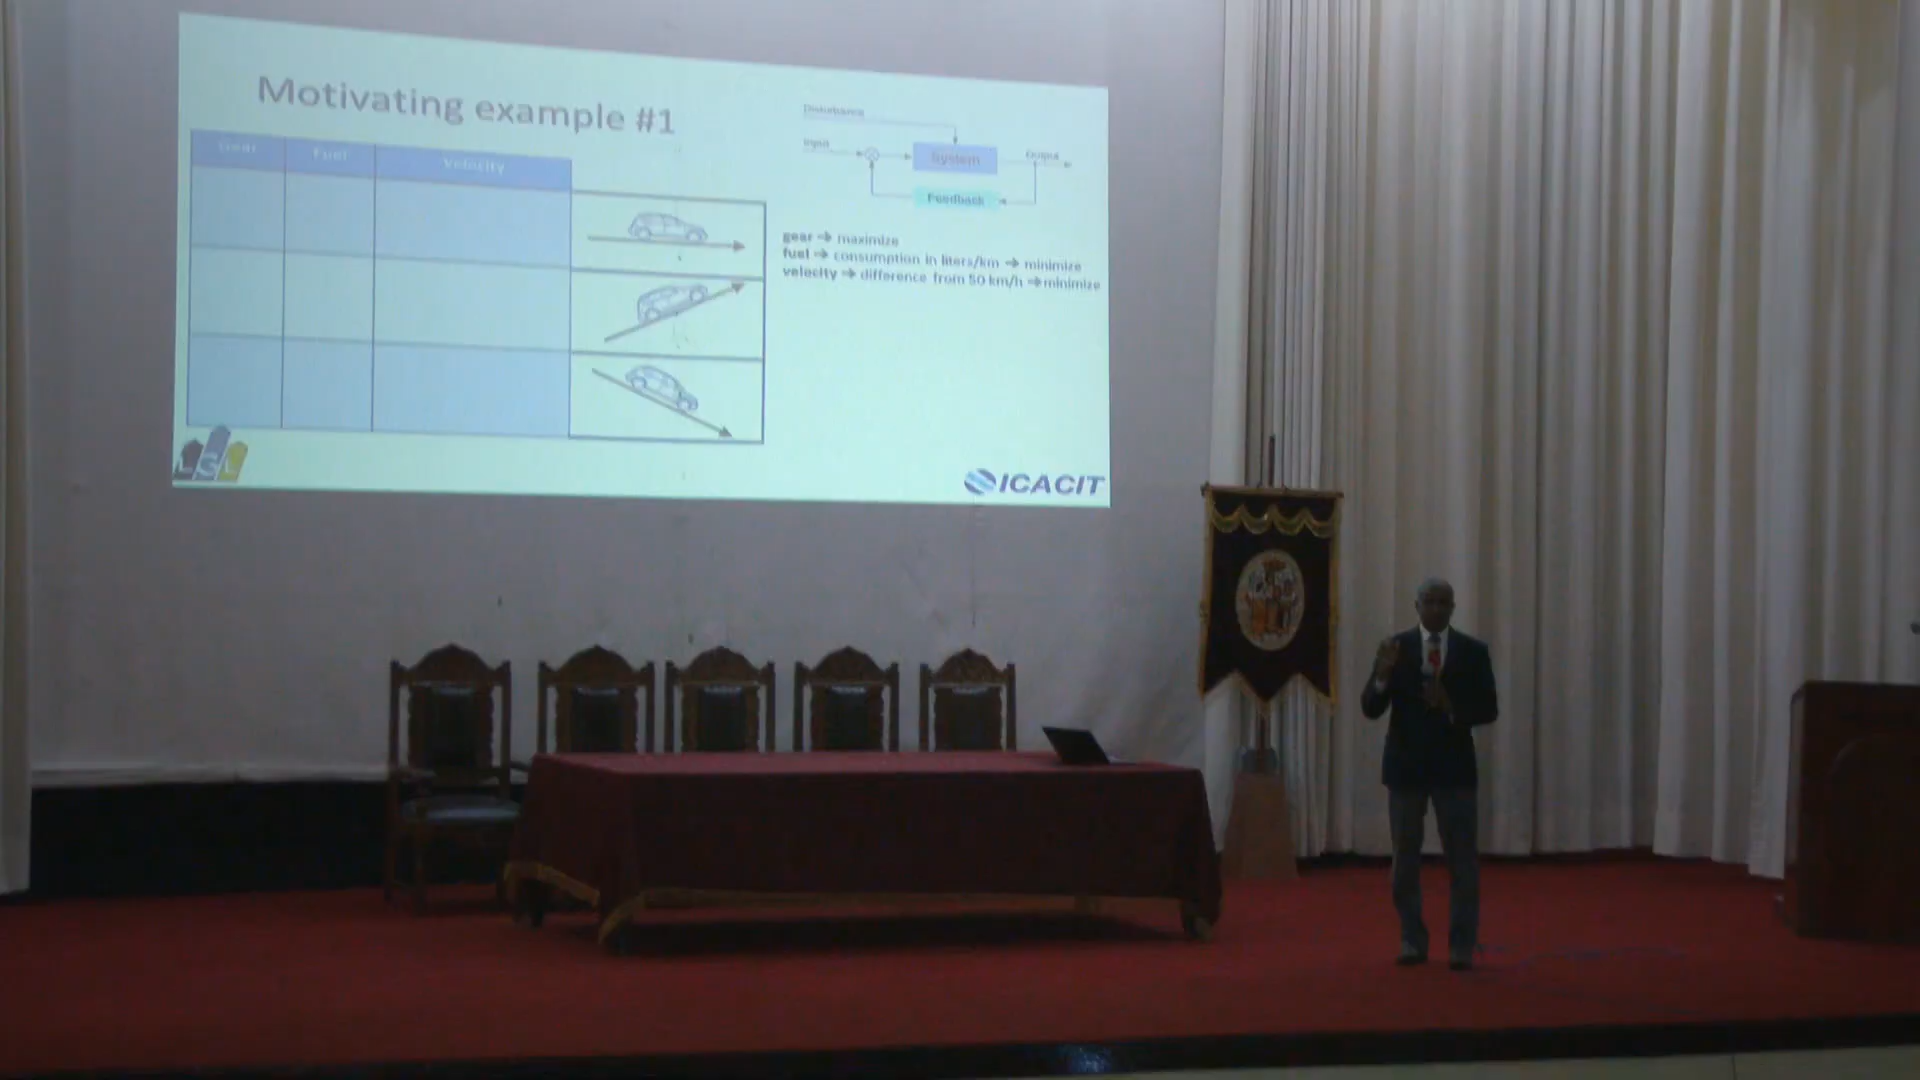 Motivating example #1
Gear Fuel Velocity
Disturbance
Input
System
Output
Feedback
gear ➔ maximize
fuel ➔ consumption in liters/km ➔ minimize
velocity ➔ difference from 50 km/h ➔ minimize
LSL
ICACIT